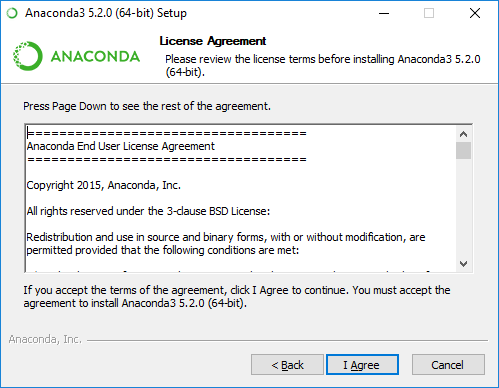 Anaconda3 5.2.0 (64-bit) Setup
ANACONDA
License Agreement
Please review the license terms before installing Anaconda3 5.2.0
(64-bit).
Press Page Down to see the rest of the agreement.
===================================
Anaconda End User License Agreement
===================================
Copyright 2015, Anaconda, Inc.
All rights reserved under the 3-clause BSD License:
Redistribution and use in source and binary forms, with or without modification, are
permitted provided that the following conditions are met:
If you accept the terms of the agreement, click I Agree to continue. You must accept the
agreement to install Anaconda3 5.2.0 (64-bit).
Anaconda, Inc.
< Back
I Agree
Cancel